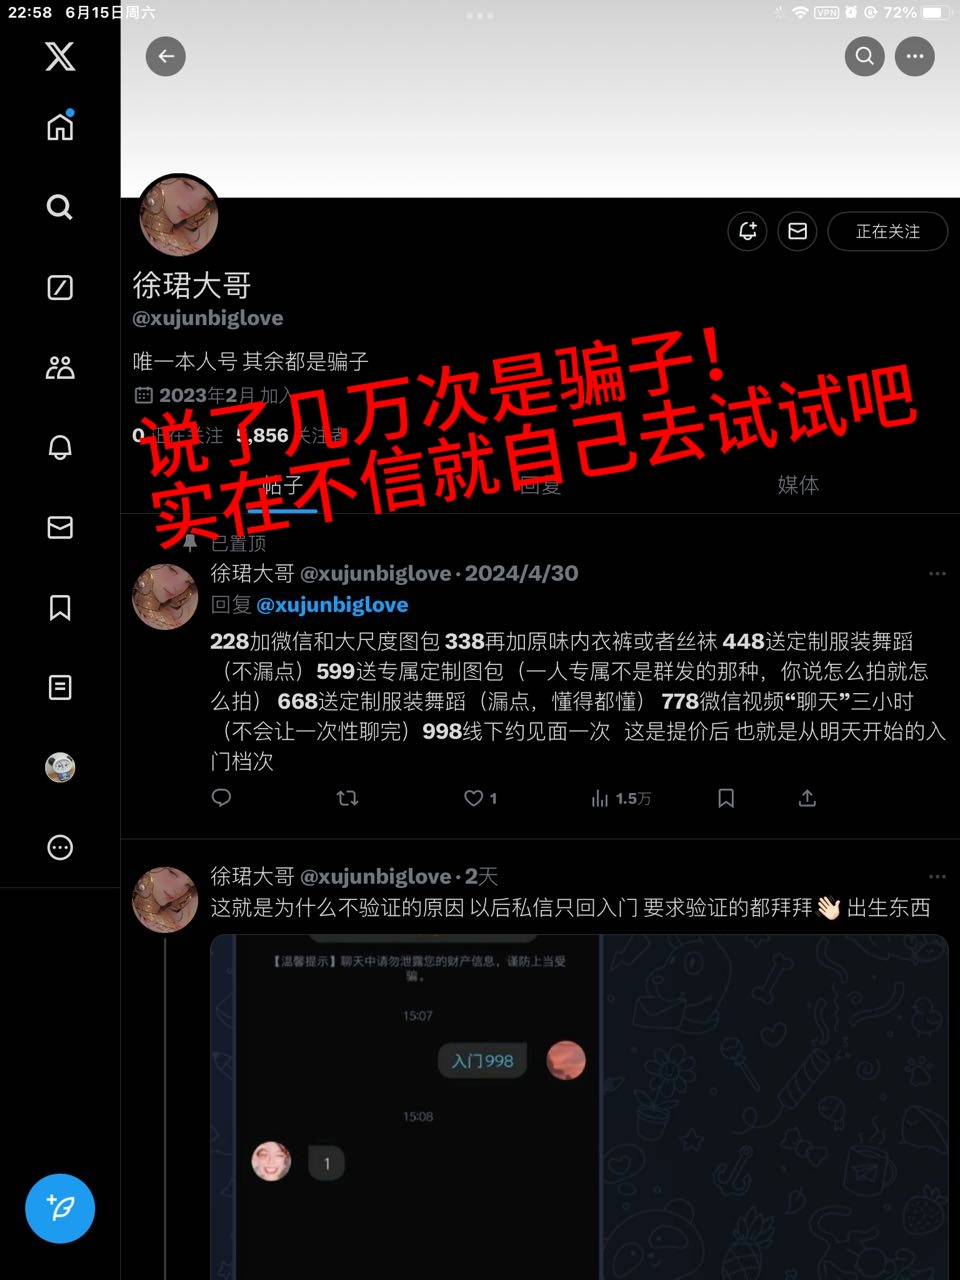 22:58 6月15日周六
VPN 72%
徐珺大哥
@xujunbiglove
正在关注
唯一本人号 其余都是骗子
2023年2月 加入
0 正在关注 5,856 关注者
说了几万次是骗子！
实在不信就自己去试试吧
帖子 回复 媒体
已置顶
徐珺大哥 @xujunbiglove · 2024/4/30
回复 @xujunbiglove
228加微信和大尺度图包 338再加原味内衣裤或者丝袜 448送定制服装舞蹈
（不漏点）599送专属定制图包（一人专属不是群发的那种，你说怎么拍就怎
么拍） 668送定制服装舞蹈（漏点，懂得都懂） 778微信视频“聊天”三小时
（不会让一次性聊完）998线下约见面一次 这是提价后 也就是从明天开始的入
门档次
1 1.5万
徐珺大哥 @xujunbiglove · 2天
这就是为什么不验证的原因 以后私信只回入门 要求验证的都拜拜👋🏻 出生东西
【温馨提示】聊天中请勿泄露您的财产信息，谨防上当受
骗。
15:07
入门998
15:08
1